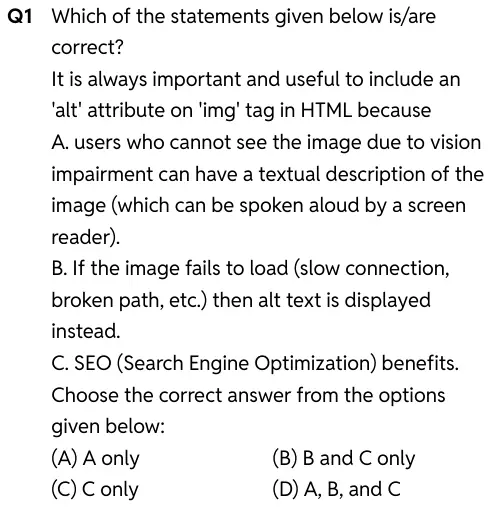 Q1 Which of the statements given below is/are
correct?
It is always important and useful to include an
'alt' attribute on 'img' tag in HTML because
A. users who cannot see the image due to vision
impairment can have a textual description of the
image (which can be spoken aloud by a screen
reader).
B. If the image fails to load (slow connection,
broken path, etc.) then alt text is displayed
instead.
C. SEO (Search Engine Optimization) benefits.
Choose the correct answer from the options
given below:
(A) A only (B) B and C only
(C) C only (D) A, B, and C